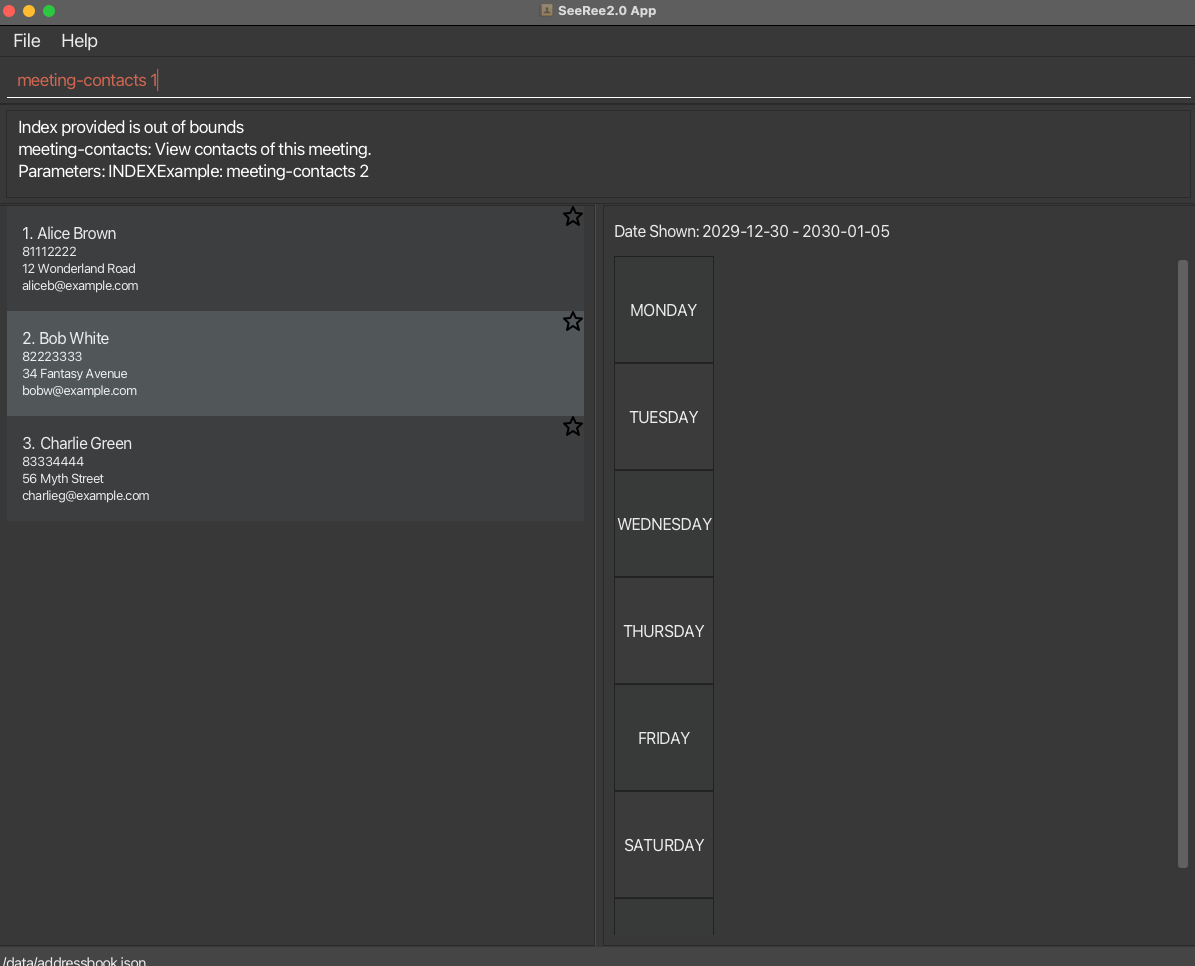 SeeRee2.0 App
File Help
meeting-contacts 1
Index provided is out of bounds
meeting-contacts: View contacts of this meeting.
Parameters: INDEXExample: meeting-contacts 2
1. Alice Brown
81112222
12 Wonderland Road
aliceb@example.com
2. Bob White
82223333
34 Fantasy Avenue
bobw@example.com
3. Charlie Green
83334444
56 Myth Street
charlieg@example.com
Date Shown: 2029-12-30 - 2030-01-05
MONDAY
TUESDAY
WEDNESDAY
THURSDAY
FRIDAY
SATURDAY
/data/addressbook.json